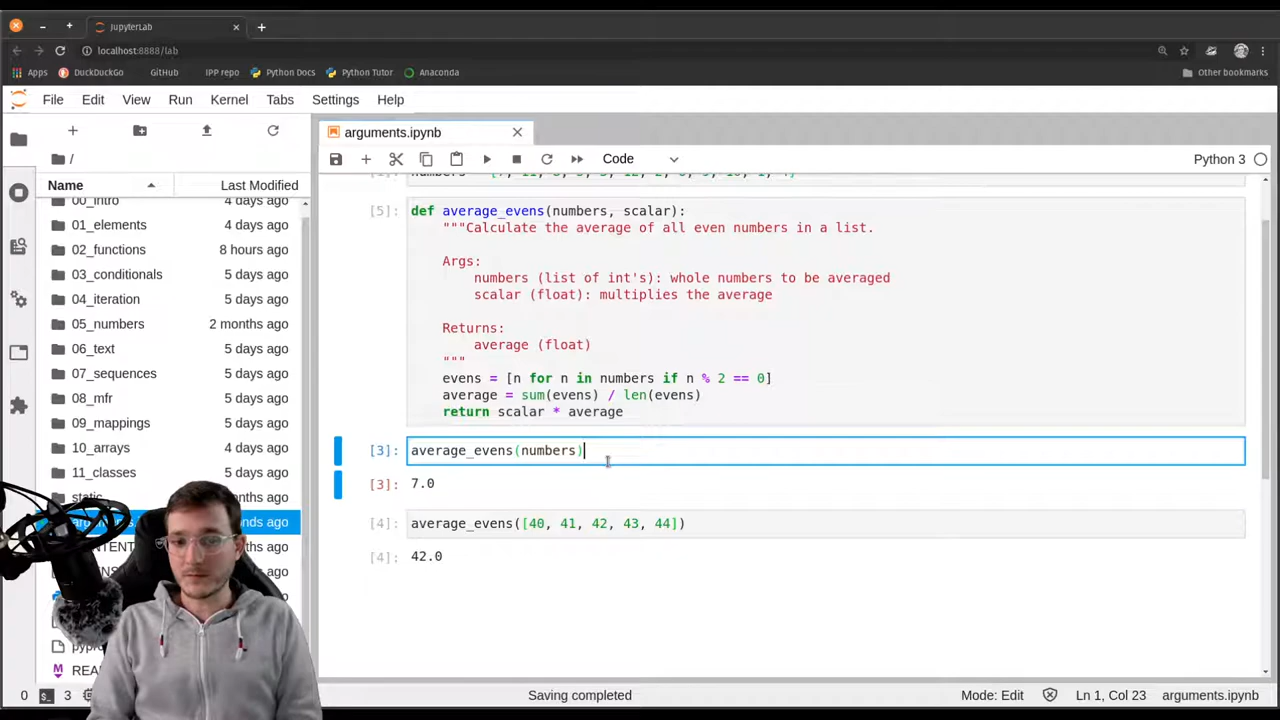 JupyterLab
localhost:8888/lab
Apps DuckDuckGo GitHub IPP repo Python Docs Python Tutor Anaconda Other bookmarks
File Edit View Run Kernel Tabs Settings Help
arguments.ipynb
/
Code Python 3
Name Last Modified
00_intro 4 days ago
01_elements 4 days ago
02_functions 8 hours ago
03_conditionals 5 days ago
04_iteration 5 days ago
05_numbers 2 months ago
06_text 5 days ago
07_sequences 5 days ago
08_mfr 5 days ago
09_mappings 5 days ago
10_arrays 4 days ago
11_classes 5 days ago
static
[5]: def average_evens(numbers, scalar):
"""Calculate the average of all even numbers in a list.
Args:
numbers (list of int's): whole numbers to be averaged
scalar (float): multiplies the average
Returns:
average (float)
"""
evens = [n for n in numbers if n % 2 == 0]
average = sum(evens) / len(evens)
return scalar * average
[3]: average_evens(numbers)
[3]: 7.0
[4]: average_evens([40, 41, 42, 43, 44])
[4]: 42.0
0 3 Saving completed Mode: Edit Ln 1, Col 23 arguments.ipynb